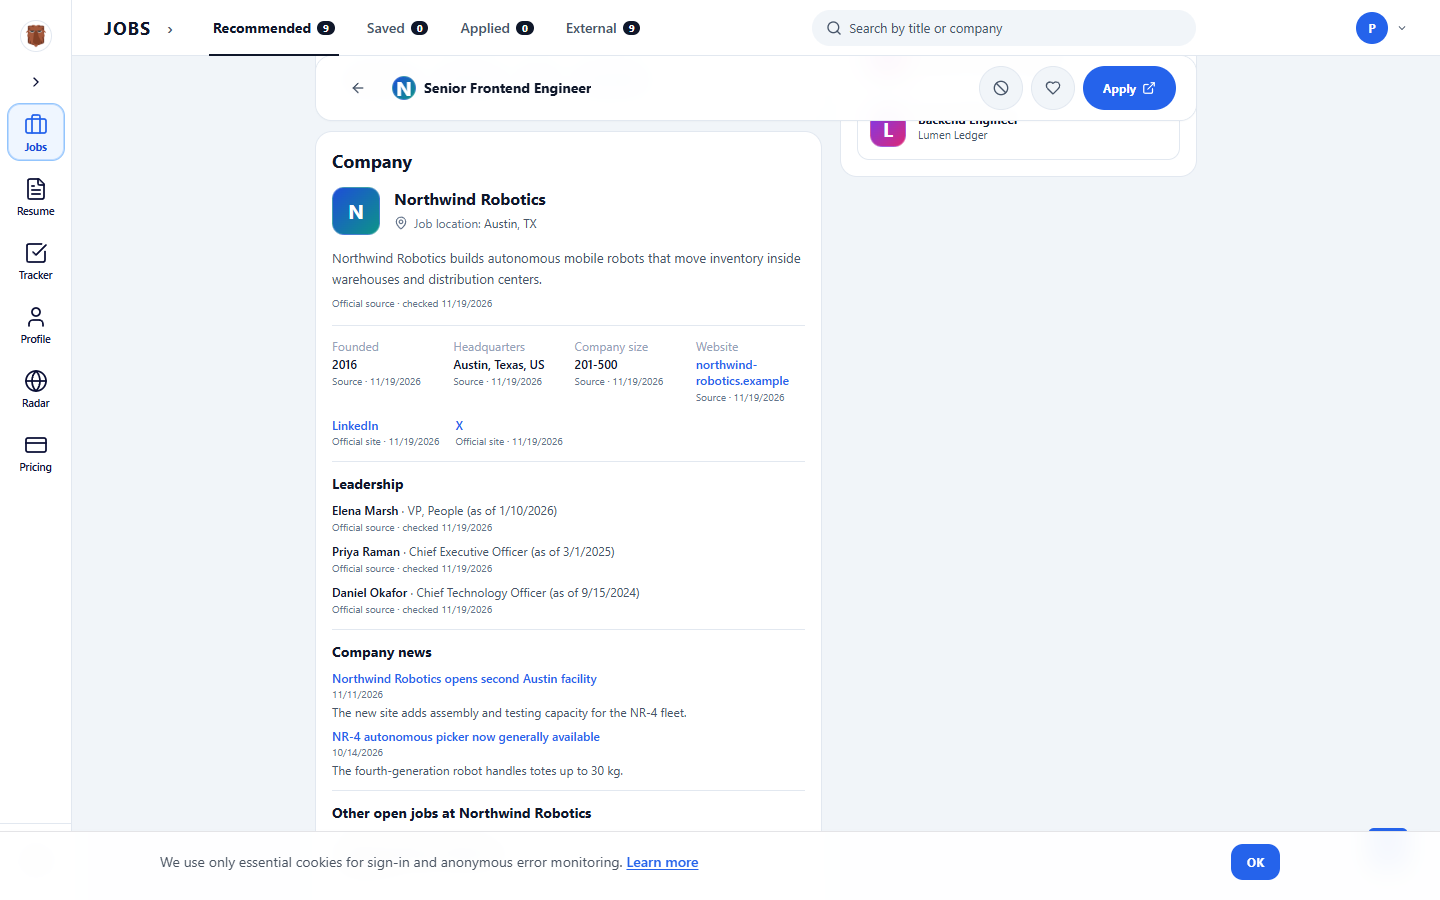 JOBS
Recommended 9
Saved 0
Applied 0
External 9
Search by title or company
P
Jobs
Resume
Tracker
Profile
Radar
Pricing
N
Senior Frontend Engineer
Apply
Company
N
Northwind Robotics
Job location: Austin, TX
Northwind Robotics builds autonomous mobile robots that move inventory inside
warehouses and distribution centers.
Official source · checked 11/19/2026
Founded
2016
Source · 11/19/2026
Headquarters
Austin, Texas, US
Source · 11/19/2026
Company size
201-500
Source · 11/19/2026
Website
northwind-
robotics.example
Source · 11/19/2026
LinkedIn
Official site · 11/19/2026
X
Official site · 11/19/2026
Leadership
Elena Marsh · VP, People (as of 1/10/2026)
Official source · checked 11/19/2026
Priya Raman · Chief Executive Officer (as of 3/1/2025)
Official source · checked 11/19/2026
Daniel Okafor · Chief Technology Officer (as of 9/15/2024)
Official source · checked 11/19/2026
Company news
Northwind Robotics opens second Austin facility
11/11/2026
The new site adds assembly and testing capacity for the NR-4 fleet.
NR-4 autonomous picker now generally available
10/14/2026
The fourth-generation robot handles totes up to 30 kg.
Other open jobs at Northwind Robotics
L
Backend Engineer
Lumen Ledger
We use only essential cookies for sign-in and anonymous error monitoring. Learn more
OK